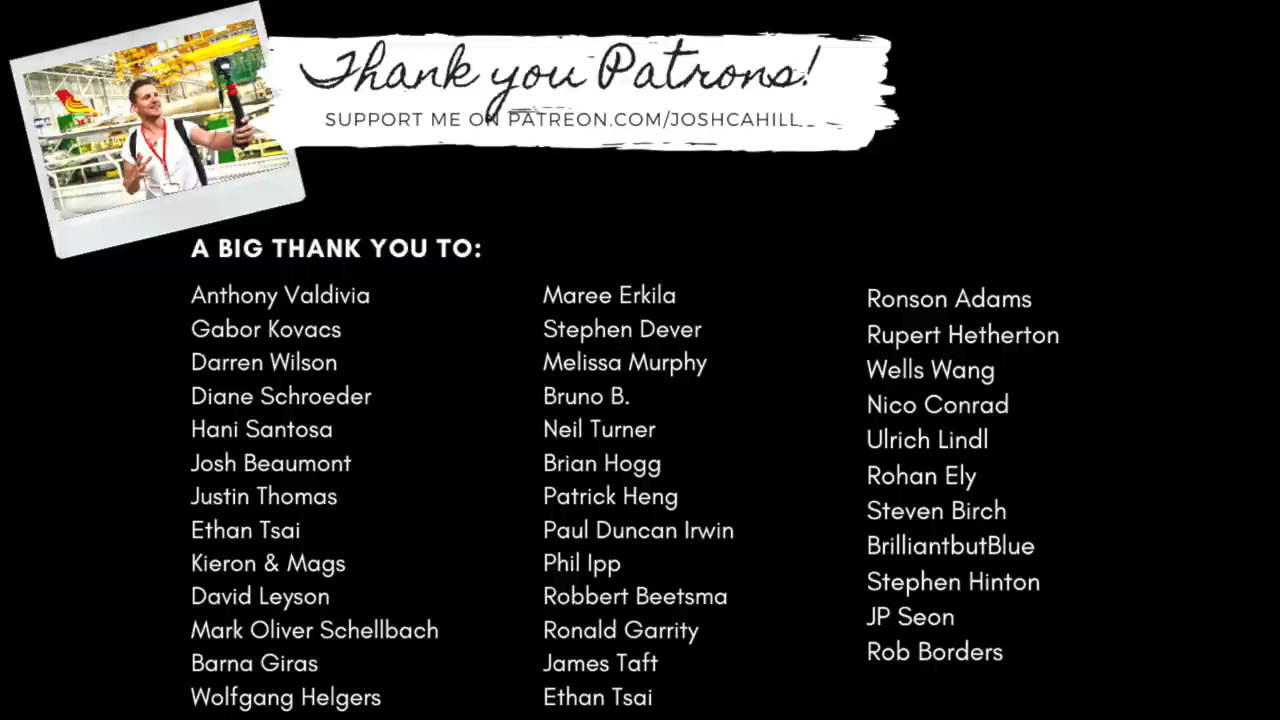 Thank you Patrons!
SUPPORT ME ON PATREON.COM/JOSHCAHILL
A BIG THANK YOU TO:
Anthony Valdivia
Gabor Kovacs
Darren Wilson
Diane Schroeder
Hani Santosa
Josh Beaumont
Justin Thomas
Ethan Tsai
Kieron & Mags
David Leyson
Mark Oliver Schellbach
Barna Giras
Wolfgang Helgers
Maree Erkila
Stephen Dever
Melissa Murphy
Bruno B.
Neil Turner
Brian Hogg
Patrick Heng
Paul Duncan Irwin
Phil Ipp
Robbert Beetsma
Ronald Garrity
James Taft
Ethan Tsai
Ronson Adams
Rupert Hetherton
Wells Wang
Nico Conrad
Ulrich Lindl
Rohan Ely
Steven Birch
BrilliantbutBlue
Stephen Hinton
JP Seon
Rob Borders